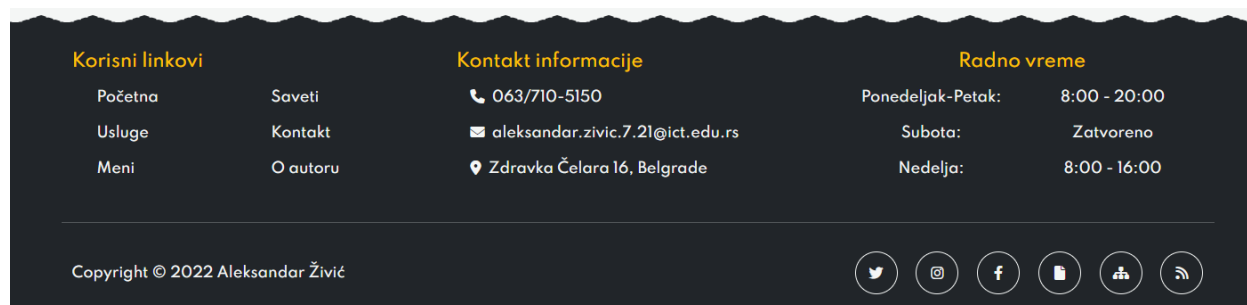 Korisni linkovi
Početna
Saveti
Usluge
Kontakt
Meni
O autoru
Kontakt informacije
063/710-5150
aleksandar.zivic.7.21@ict.edu.rs
Zdravka Čelara 16, Belgrade
Radno vreme
Ponedeljak-Petak: 8:00 - 20:00
Subota: Zatvoreno
Nedelja: 8:00 - 16:00
Copyright © 2022 Aleksandar Živić